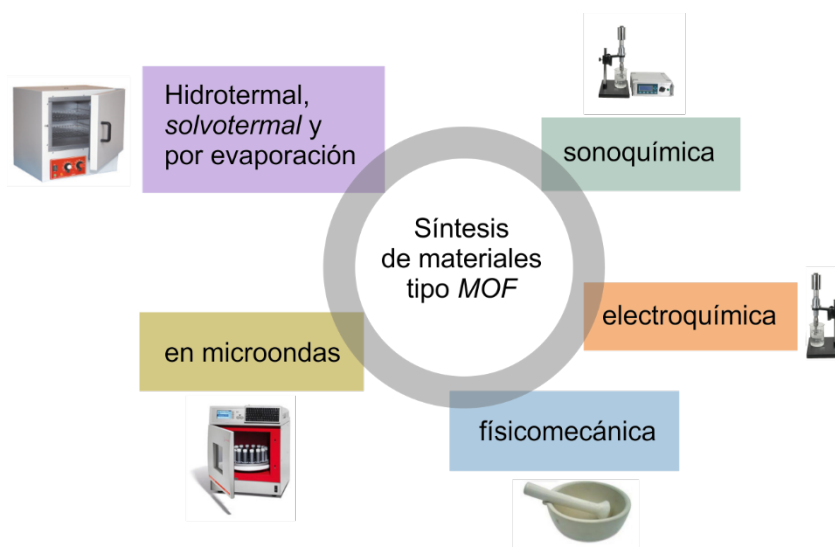 Hidrotermal,
solvotermal y
por evaporación
sonoquímica
Síntesis
de materiales
tipo MOF
electroquímica
en microondas
físicomecánica